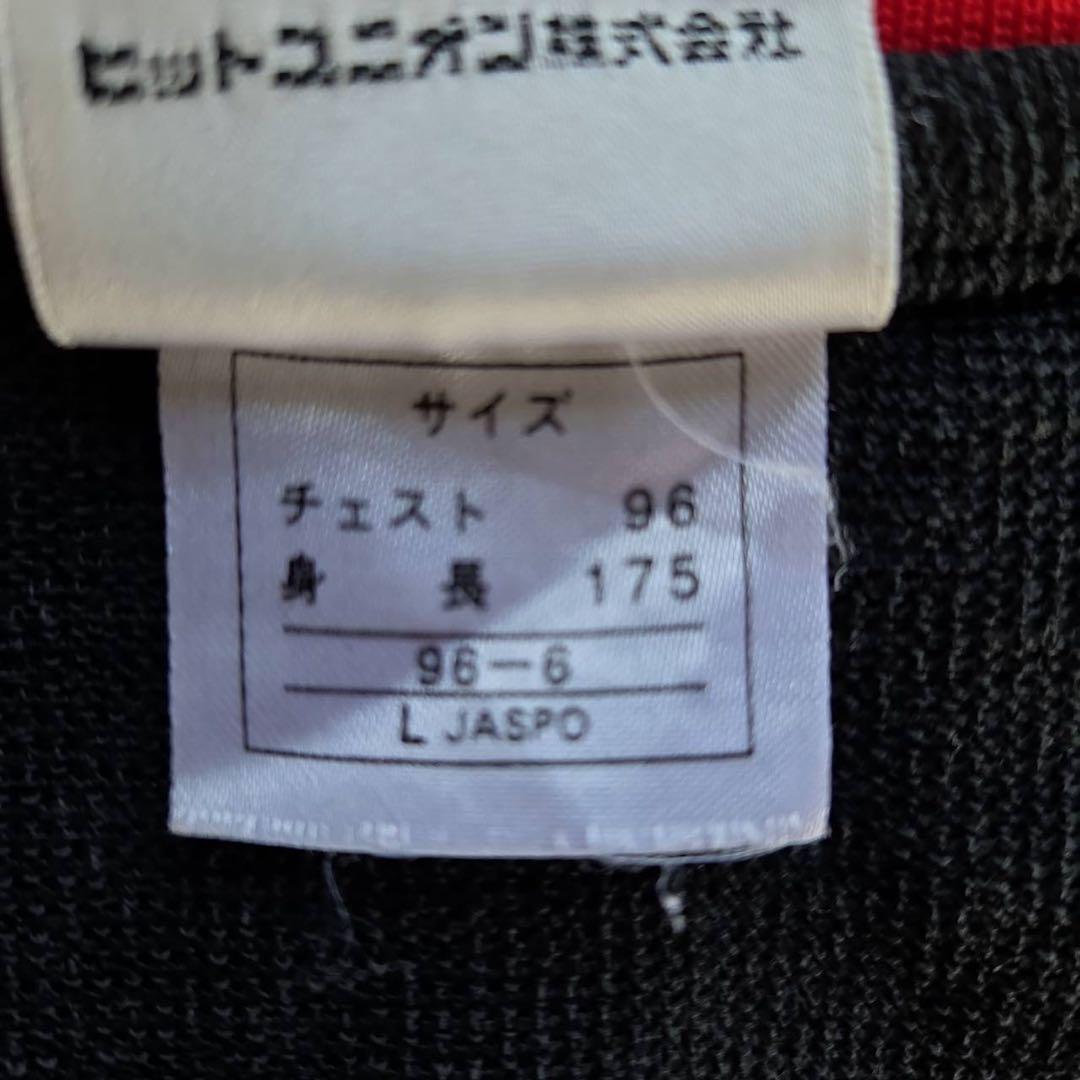 ヒットユニオン株式会社
サイズ
チェスト 96
身長 175
96-6
L JASPO